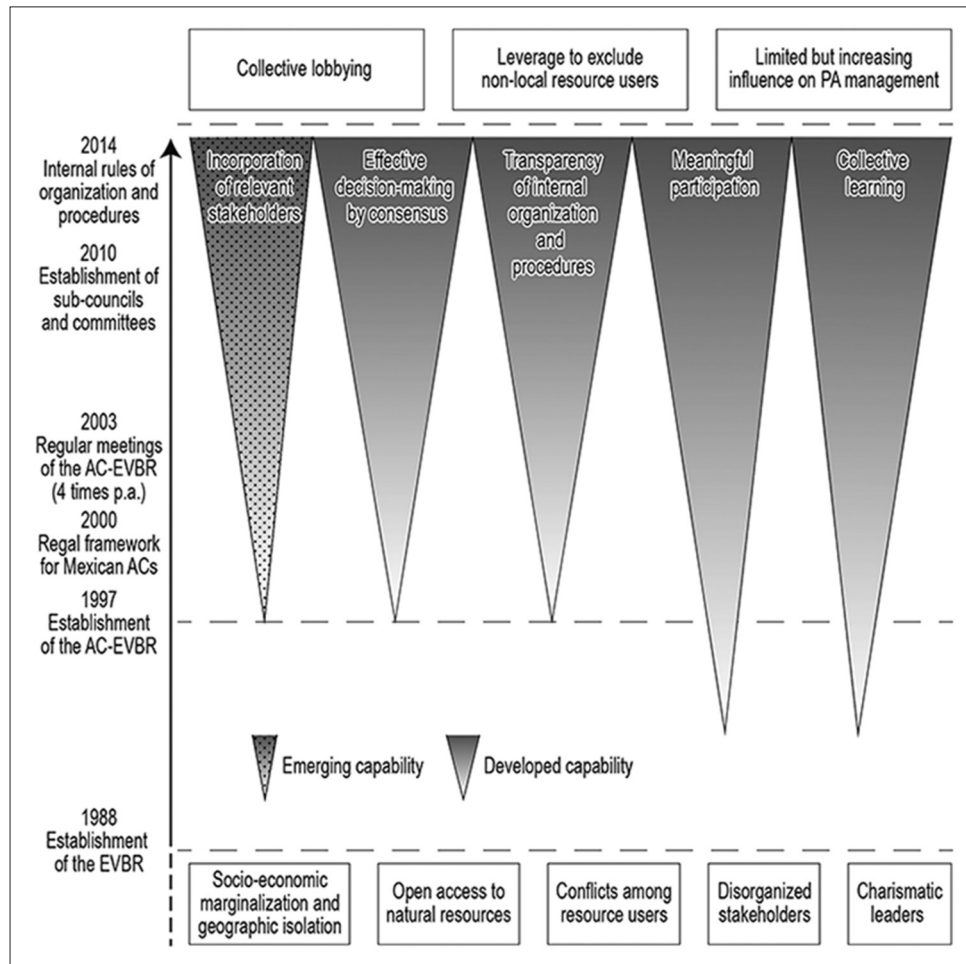 Collective lobbying
Leverage to exclude
non-local resource users
Limited but increasing
influence on PA management
2014
Internal rules of
organization and
procedures
2010
Establishment of
sub-councils
and committees
2003
Regular meetings
of the AC-EVBR
(4 times p.a.)
2000
Regal framework
for Mexican ACs
1997
Establishment
of the AC-EVBR
1988
Establishment
of the EVBR
Incorporation
of relevant
stakeholders
Effective
decision-making
by consensus
Transparency
of internal
organization
and
procedures
Meaningful
participation
Collective
learning
Emerging capability
Developed capability
Socio-economic
marginalization and
geographic isolation
Open access to
natural resources
Conflicts among
resource users
Disorganized
stakeholders
Charismatic
leaders